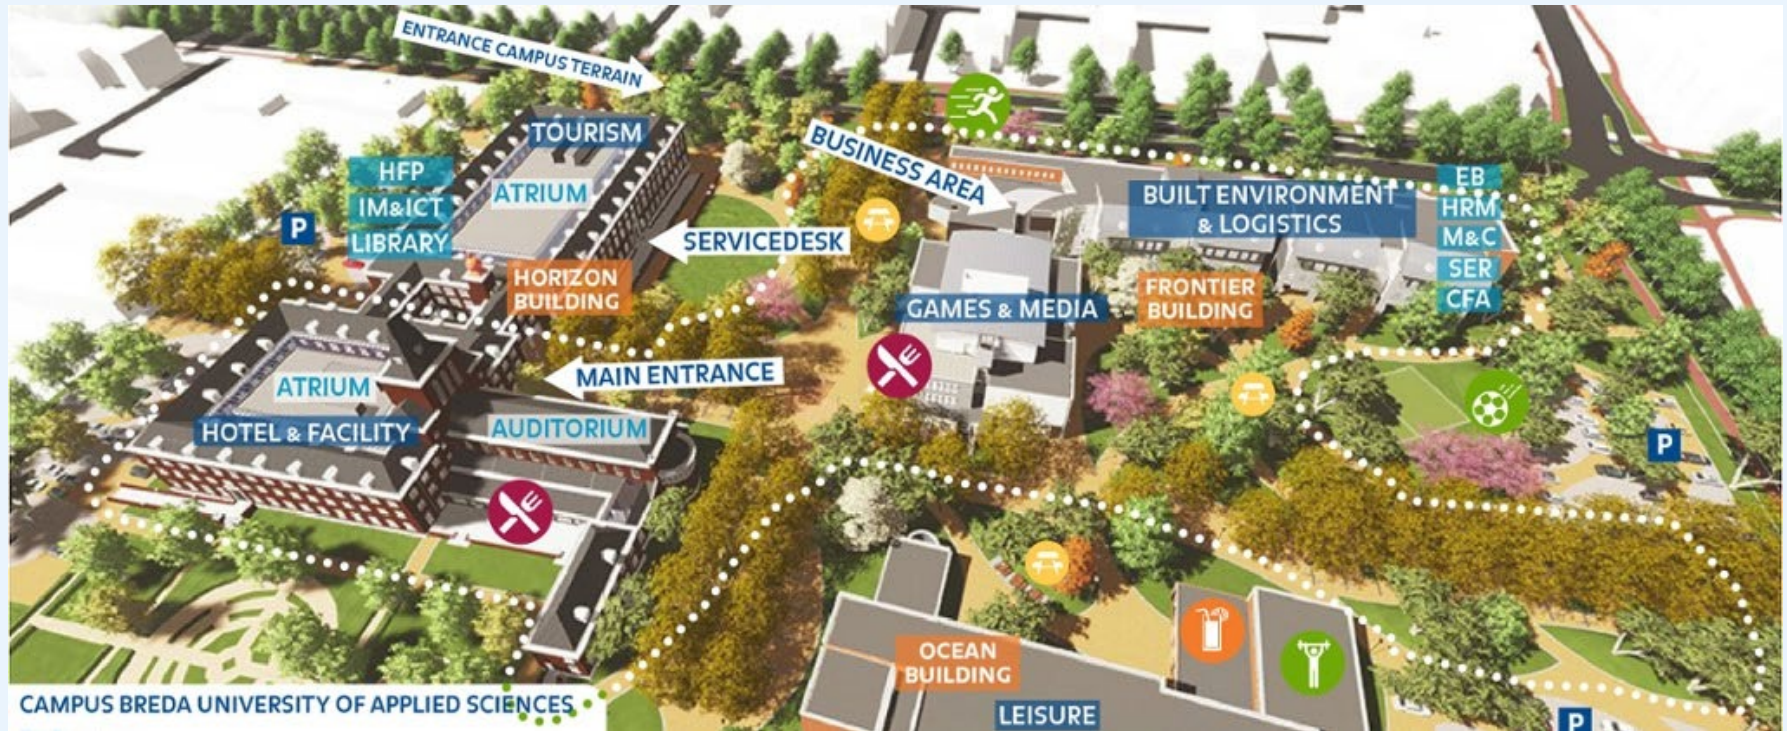 ENTRANCE CAMPUS TERRAIN
TOURISM
ATRIUM
HFP
IM&ICT
LIBRARY
P
HORIZON
BUILDING
SERVICEDESK
BUSINESS AREA
BUILT ENVIRONMENT
& LOGISTICS
EB
HRM
M&C
SER
CFA
GAMES & MEDIA
FRONTIER
BUILDING
MAIN ENTRANCE
ATRIUM
HOTEL & FACILITY
AUDITORIUM
P
OCEAN
BUILDING
LEISURE
P
CAMPUS BREDA UNIVERSITY OF APPLIED SCIENCES